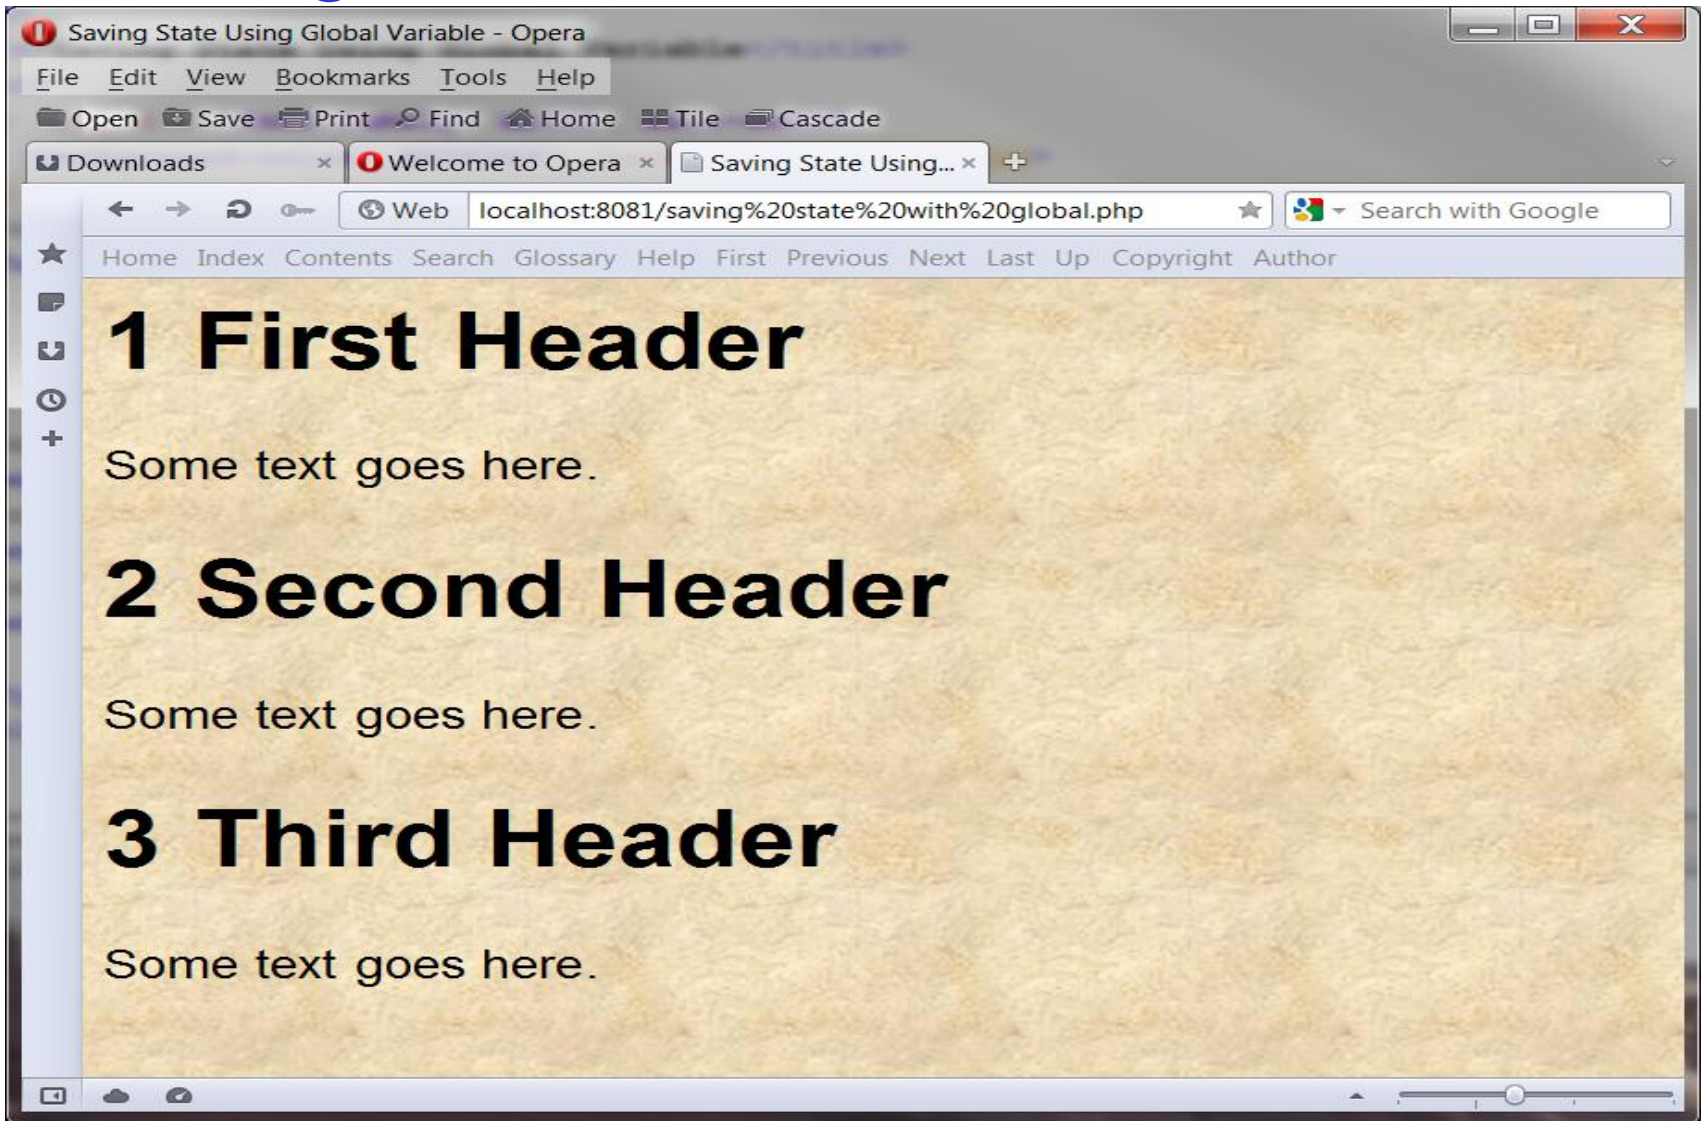 Saving State Using Global Variable - Opera
File Edit View Bookmarks Tools Help
Open Save Print Find Home Tile Cascade
Downloads Welcome to Opera Saving State Using...
Web localhost:8081/saving%20state%20with%20global.php Search with Google
Home Index Contents Search Glossary Help First Previous Next Last Up Copyright Author
1 First Header
Some text goes here.
2 Second Header
Some text goes here.
3 Third Header
Some text goes here.